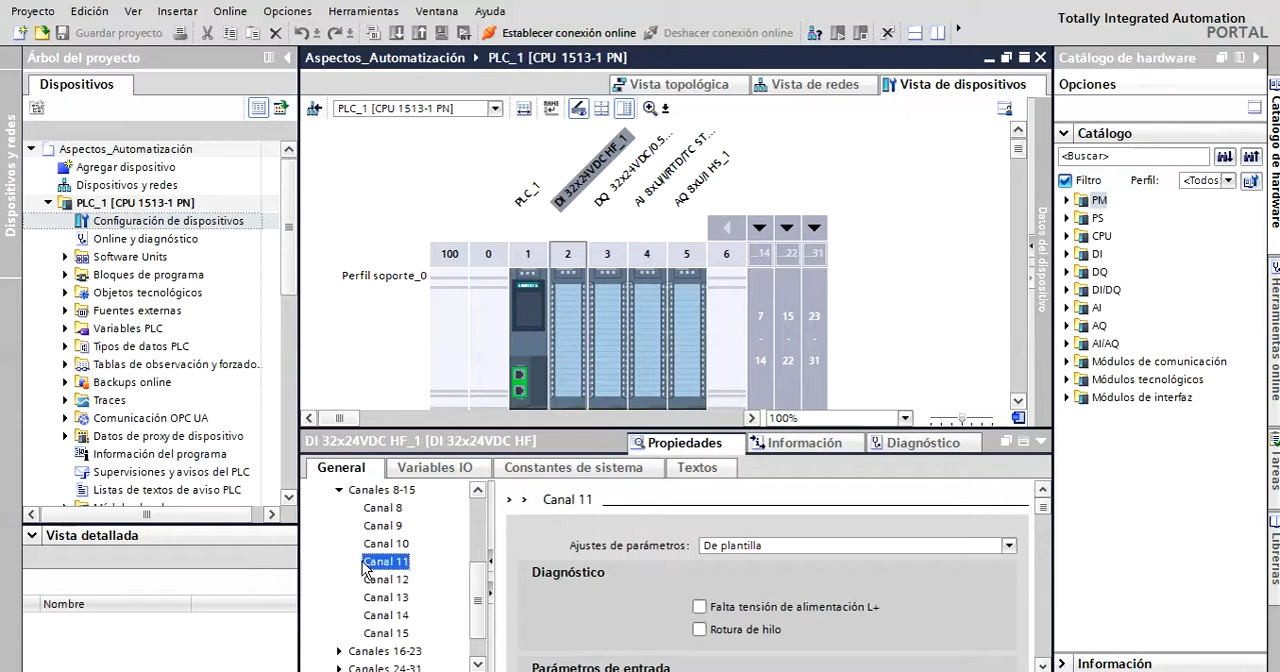 Proyecto Edición Ver Insertar Online Opciones Herramientas Ventana Ayuda
Totally Integrated Automation
PORTAL
Guardar proyecto Establecer conexión online Deshacer conexión online
Árbol del proyecto
Aspectos_Automatización PLC_1 [CPU 1513-1 PN]
Catálogo de hardware
Dispositivos
Vista topológica Vista de redes Vista de dispositivos
Opciones
PLC_1 [CPU 1513-1 PN]
Dispositivos y redes
Aspectos_Automatización
Agregar dispositivo
Dispositivos y redes
PLC_1 [CPU 1513-1 PN]
Configuración de dispositivos
Online y diagnóstico
Software Units
Bloques de programa
Objetos tecnológicos
Fuentes externas
Variables PLC
Tipos de datos PLC
Tablas de observación y forzado..
Backups online
Traces
Comunicación OPC UA
Datos de proxy de dispositivo
Información del programa
Supervisiones y avisos del PLC
Listas de textos de aviso PLC
Vista detallada
Nombre
PLC_1
DI 32x24VDC HF_1
DQ 32x24VDC/0.5...
AI 8xU/I/RTD/TC ST...
AQ 8xU/I HS_1
100 0 1 2 3 4 5 6 ...14 ...22 ...31
Perfil soporte_0
SIEMENS
7 15 23
- - -
14 22 31
100%
Datos del dispositivo
DI 32x24VDC HF_1 [DI 32x24VDC HF]
Propiedades Información Diagnóstico
General Variables IO Constantes de sistema Textos
Canales 8-15
Canal 8
Canal 9
Canal 10
Canal 11
Canal 12
Canal 13
Canal 14
Canal 15
Canales 16-23
Canales 24-31
> > Canal 11
Ajustes de parámetros: De plantilla
Diagnóstico
Falta tensión de alimentación L+
Rotura de hilo
Parámetros de entrada
Catálogo
<Buscar>
Filtro Perfil: <Todos
PM
PS
CPU
DI
DQ
DI/DQ
AI
AQ
AI/AQ
Módulos de comunicación
Módulos tecnológicos
Módulos de interfaz
Información
Catálogo de hardware
Herramientas online
Tareas
Librerías